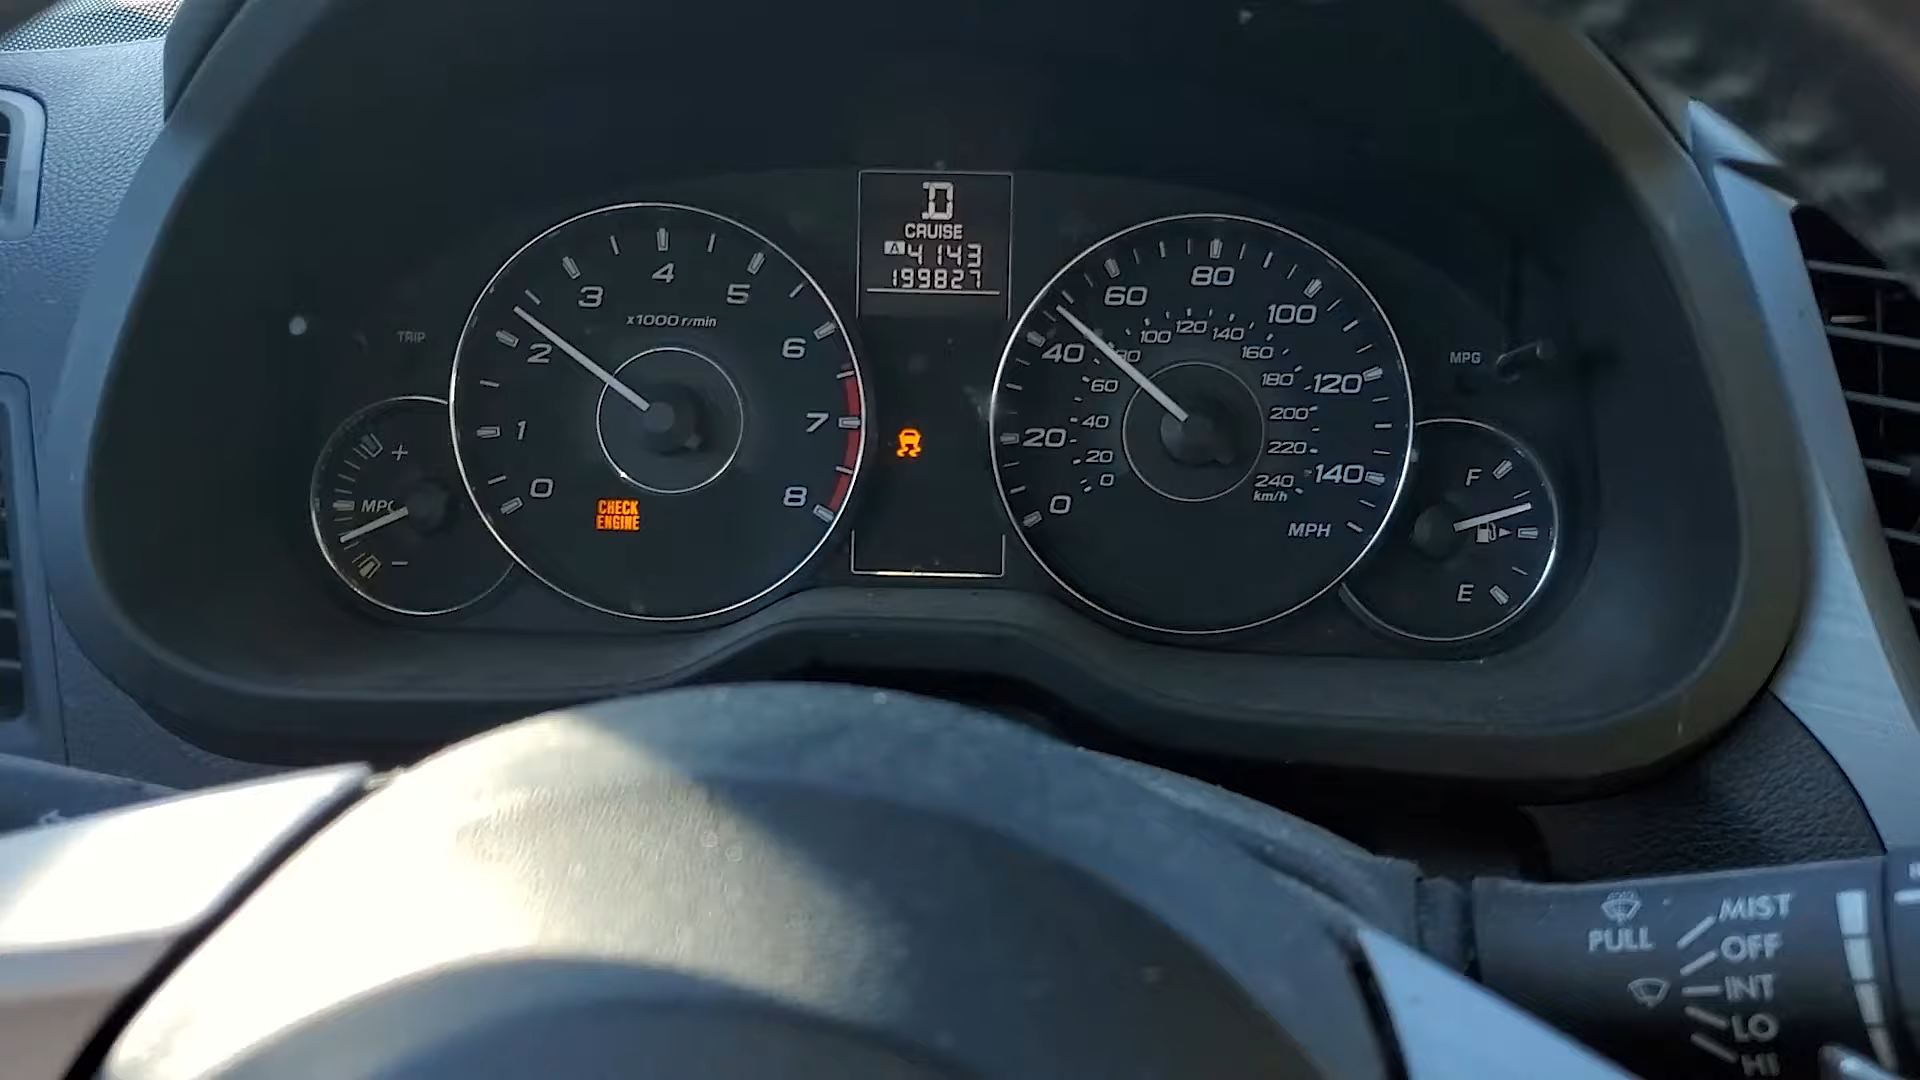 D
CRUISE
A 4143
199827
TRIP
+
MPG
-
0
1
2
3
4
5
6
7
8
x1000 r/min
CHECK
ENGINE
0
20
40
60
80
100
120
140
MPH
0
20
40
60
80
100
120
140
160
180
200
220
240
km/h
MPG
F
E
PULL
MIST
OFF
INT
LO
HI